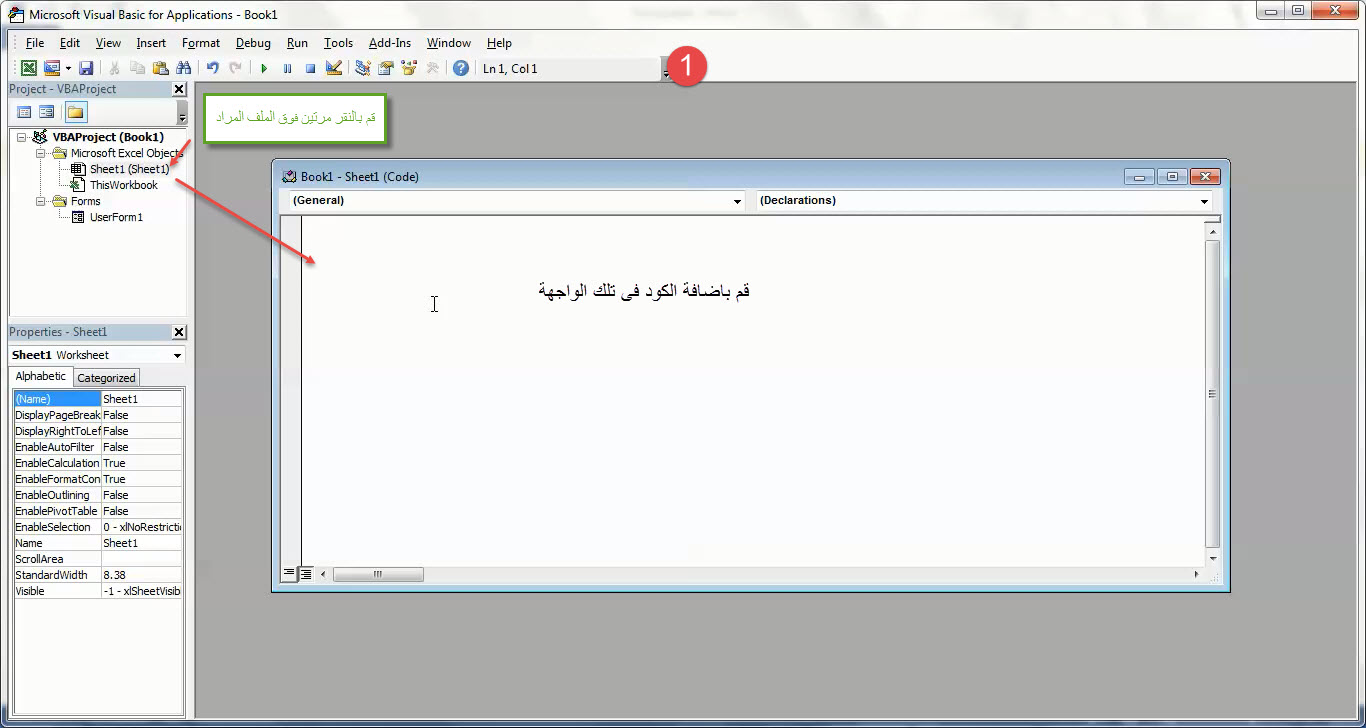 Microsoft Visual Basic for Applications - Book1
File Edit View Insert Format Debug Run Tools Add-Ins Window Help
Ln 1, Col 1
1
Project - VBAProject
قم بالنقر مرتين فوق الملف المراد
VBAProject (Book1)
Microsoft Excel Objects
Sheet1 (Sheet1)
ThisWorkbook
Forms
UserForm1
Book1 - Sheet1 (Code)
(General) (Declarations)
قم باضافة الكود فى تلك الواجهة
Properties - Sheet1
Sheet1 Worksheet
Alphabetic Categorized
(Name) Sheet1
DisplayPageBreak False
DisplayRightToLef False
EnableAutoFilter False
EnableCalculation True
EnableFormatCon True
EnableOutlining False
EnablePivotTable False
EnableSelection 0 - xlNoRestrictio
Name Sheet1
ScrollArea
StandardWidth 8.38
Visible -1 - xlSheetVisibl